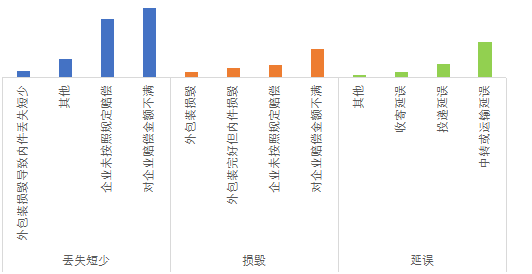 外包装损毁导致内件丢失短少
其他
企业未按照规定赔偿
对企业赔偿金额不满
外包装损毁
外包装完好但内件损毁
企业未按照规定赔偿
对企业赔偿金额不满
其他
收寄延误
投递延误
中转或运输延误
丢失短少
损毁
延误